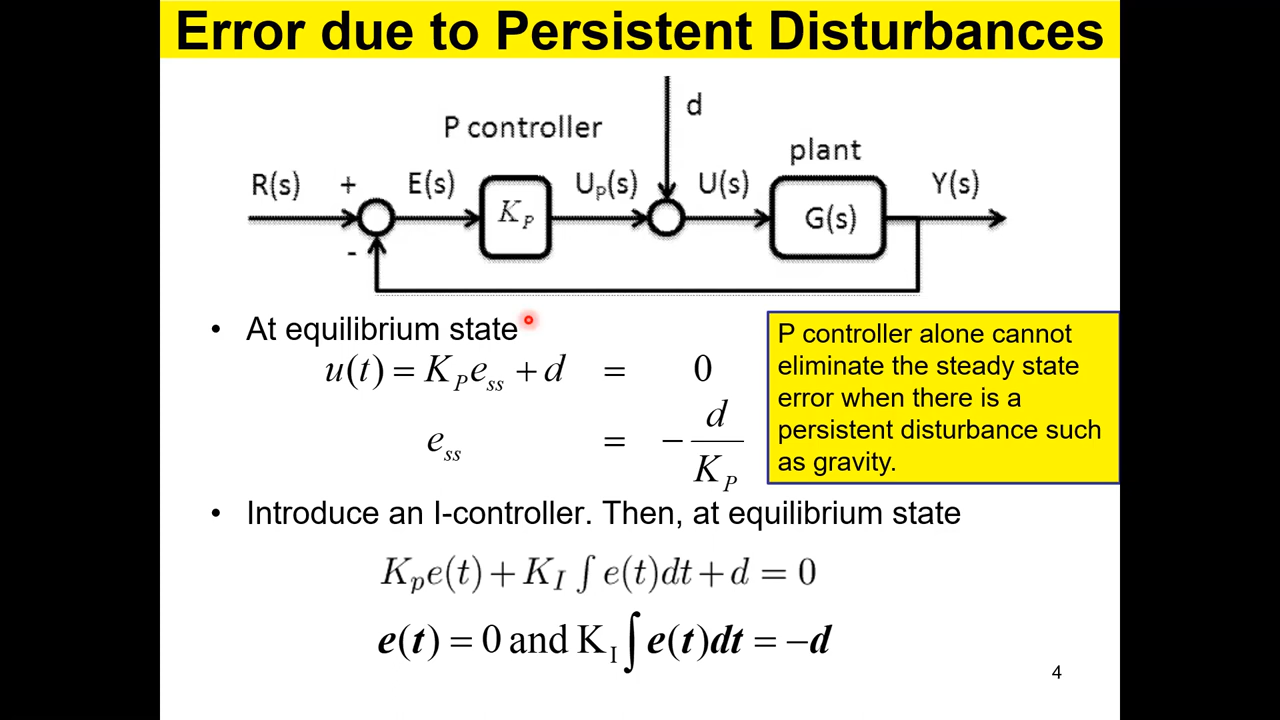 Error due to Persistent Disturbances
d
P controller
plant
R(s) + E(s) Uₚ(s) U(s) Y(s)
K_P
G(s)
-
• At equilibrium state
u(t) = K_P e_ss + d = 0
e_ss = − d / K_P
P controller alone cannot
eliminate the steady state
error when there is a
persistent disturbance such
as gravity.
• Introduce an I-controller. Then, at equilibrium state
K_p e(t) + K_I ∫ e(t)dt + d = 0
e(t) = 0 and K_I ∫ e(t)dt = −d
4